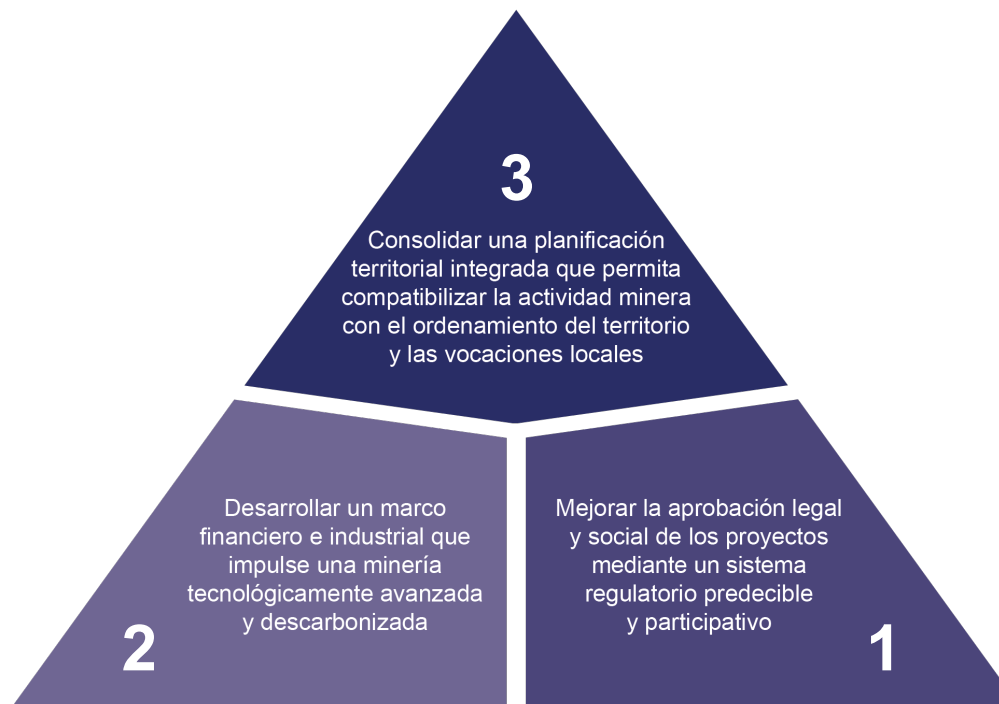 3
Consolidar una planificación
territorial integrada que permita
compatibilizar la actividad minera
con el ordenamiento del territorio
y las vocaciones locales
Desarrollar un marco
financiero e industrial que
impulse una minería
tecnológicamente avanzada
y descarbonizada
2
Mejorar la aprobación legal
y social de los proyectos
mediante un sistema
regulatorio predecible
y participativo
1